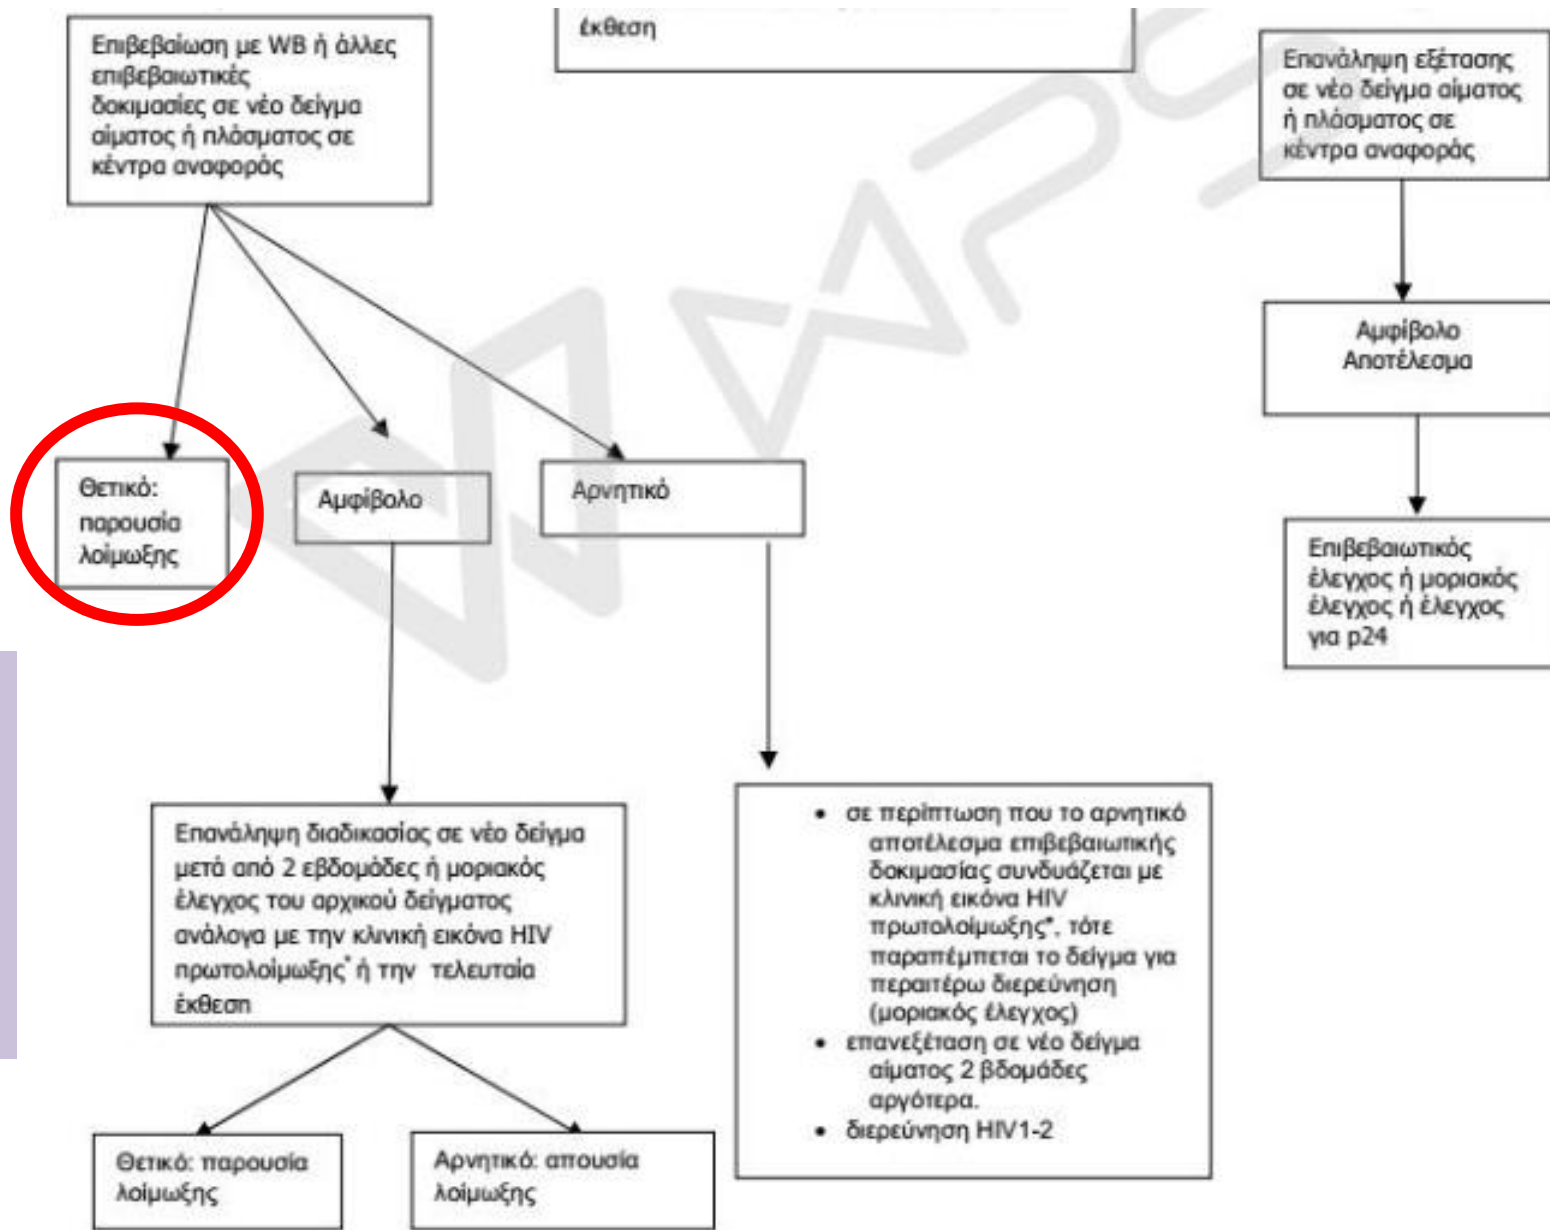 Επιβεβαίωση με WB ή άλλες
επιβεβαιωτικές
δοκιμασίες σε νέο δείγμα
αίματος ή πλάσματος σε
κέντρα αναφοράς
έκθεση
Επανάληψη εξέτασης
σε νέο δείγμα αίματος
ή πλάσματος σε
κέντρα αναφοράς
Αμφίβολο
Αποτέλεσμα
Θετικό:
παρουσία
λοίμωξης
Αμφίβολο
Αρνητικό
Επιβεβαιωτικός
έλεγχος ή μοριακός
έλεγχος ή έλεγχος
για p24
Επανάληψη διαδικασίας σε νέο δείγμα
μετά από 2 εβδομάδες ή μοριακός
έλεγχος του αρχικού δείγματος
ανάλογα με την κλινική εικόνα HIV
πρωτολοίμωξης* ή την τελευταία
έκθεση
• σε περίπτωση που το αρνητικό
αποτέλεσμα επιβεβαιωτικής
δοκιμασίας συνδυάζεται με
κλινική εικόνα HIV
πρωτολοίμωξης*, τότε
παραπέμπεται το δείγμα για
περαιτέρω διερεύνηση
(μοριακός έλεγχος)
• επανεξέταση σε νέο δείγμα
αίματος 2 βδομάδες
αργότερα.
• διερεύνηση HIV1-2
Θετικό: παρουσία
λοίμωξης
Αρνητικό: απουσία
λοίμωξης